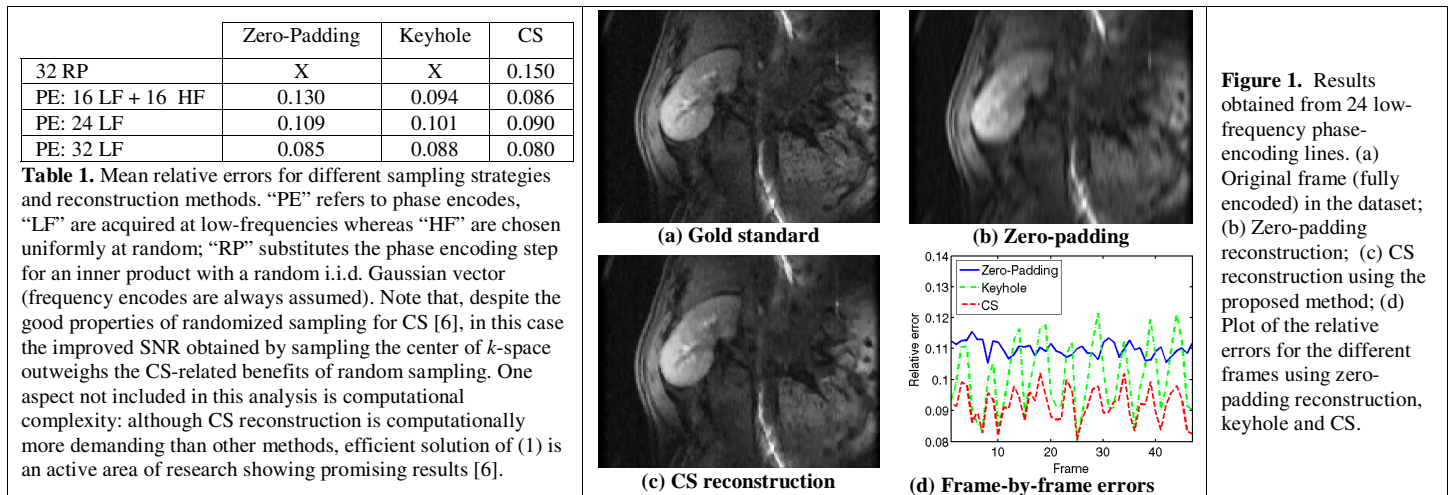 Zero-Padding Keyhole CS
32 RP X X 0.150
PE: 16 LF + 16 HF 0.130 0.094 0.086
PE: 24 LF 0.109 0.101 0.090
PE: 32 LF 0.085 0.088 0.080
Table 1. Mean relative errors for different sampling strategies
and reconstruction methods. “PE” refers to phase encodes,
“LF” are acquired at low-frequencies whereas “HF” are chosen
uniformly at random; “RP” substitutes the phase encoding step
for an inner product with a random i.i.d. Gaussian vector
(frequency encodes are always assumed). Note that, despite the
good properties of randomized sampling for CS [6], in this case
the improved SNR obtained by sampling the center of k-space
outweighs the CS-related benefits of random sampling. One
aspect not included in this analysis is computational
complexity: although CS reconstruction is computationally
more demanding than other methods, efficient solution of (1) is
an active area of research showing promising results [6].
(a) Gold standard
(b) Zero-padding
(c) CS reconstruction
0.14
0.13
0.12
0.11
0.1
0.09
0.08
Relative error
Zero-Padding
Keyhole
CS
10 20 30 40
Frame
(d) Frame-by-frame errors
Figure 1. Results
obtained from 24 low-
frequency phase-
encoding lines. (a)
Original frame (fully
encoded) in the dataset;
(b) Zero-padding
reconstruction; (c) CS
reconstruction using the
proposed method; (d)
Plot of the relative
errors for the different
frames using zero-
padding reconstruction,
keyhole and CS.